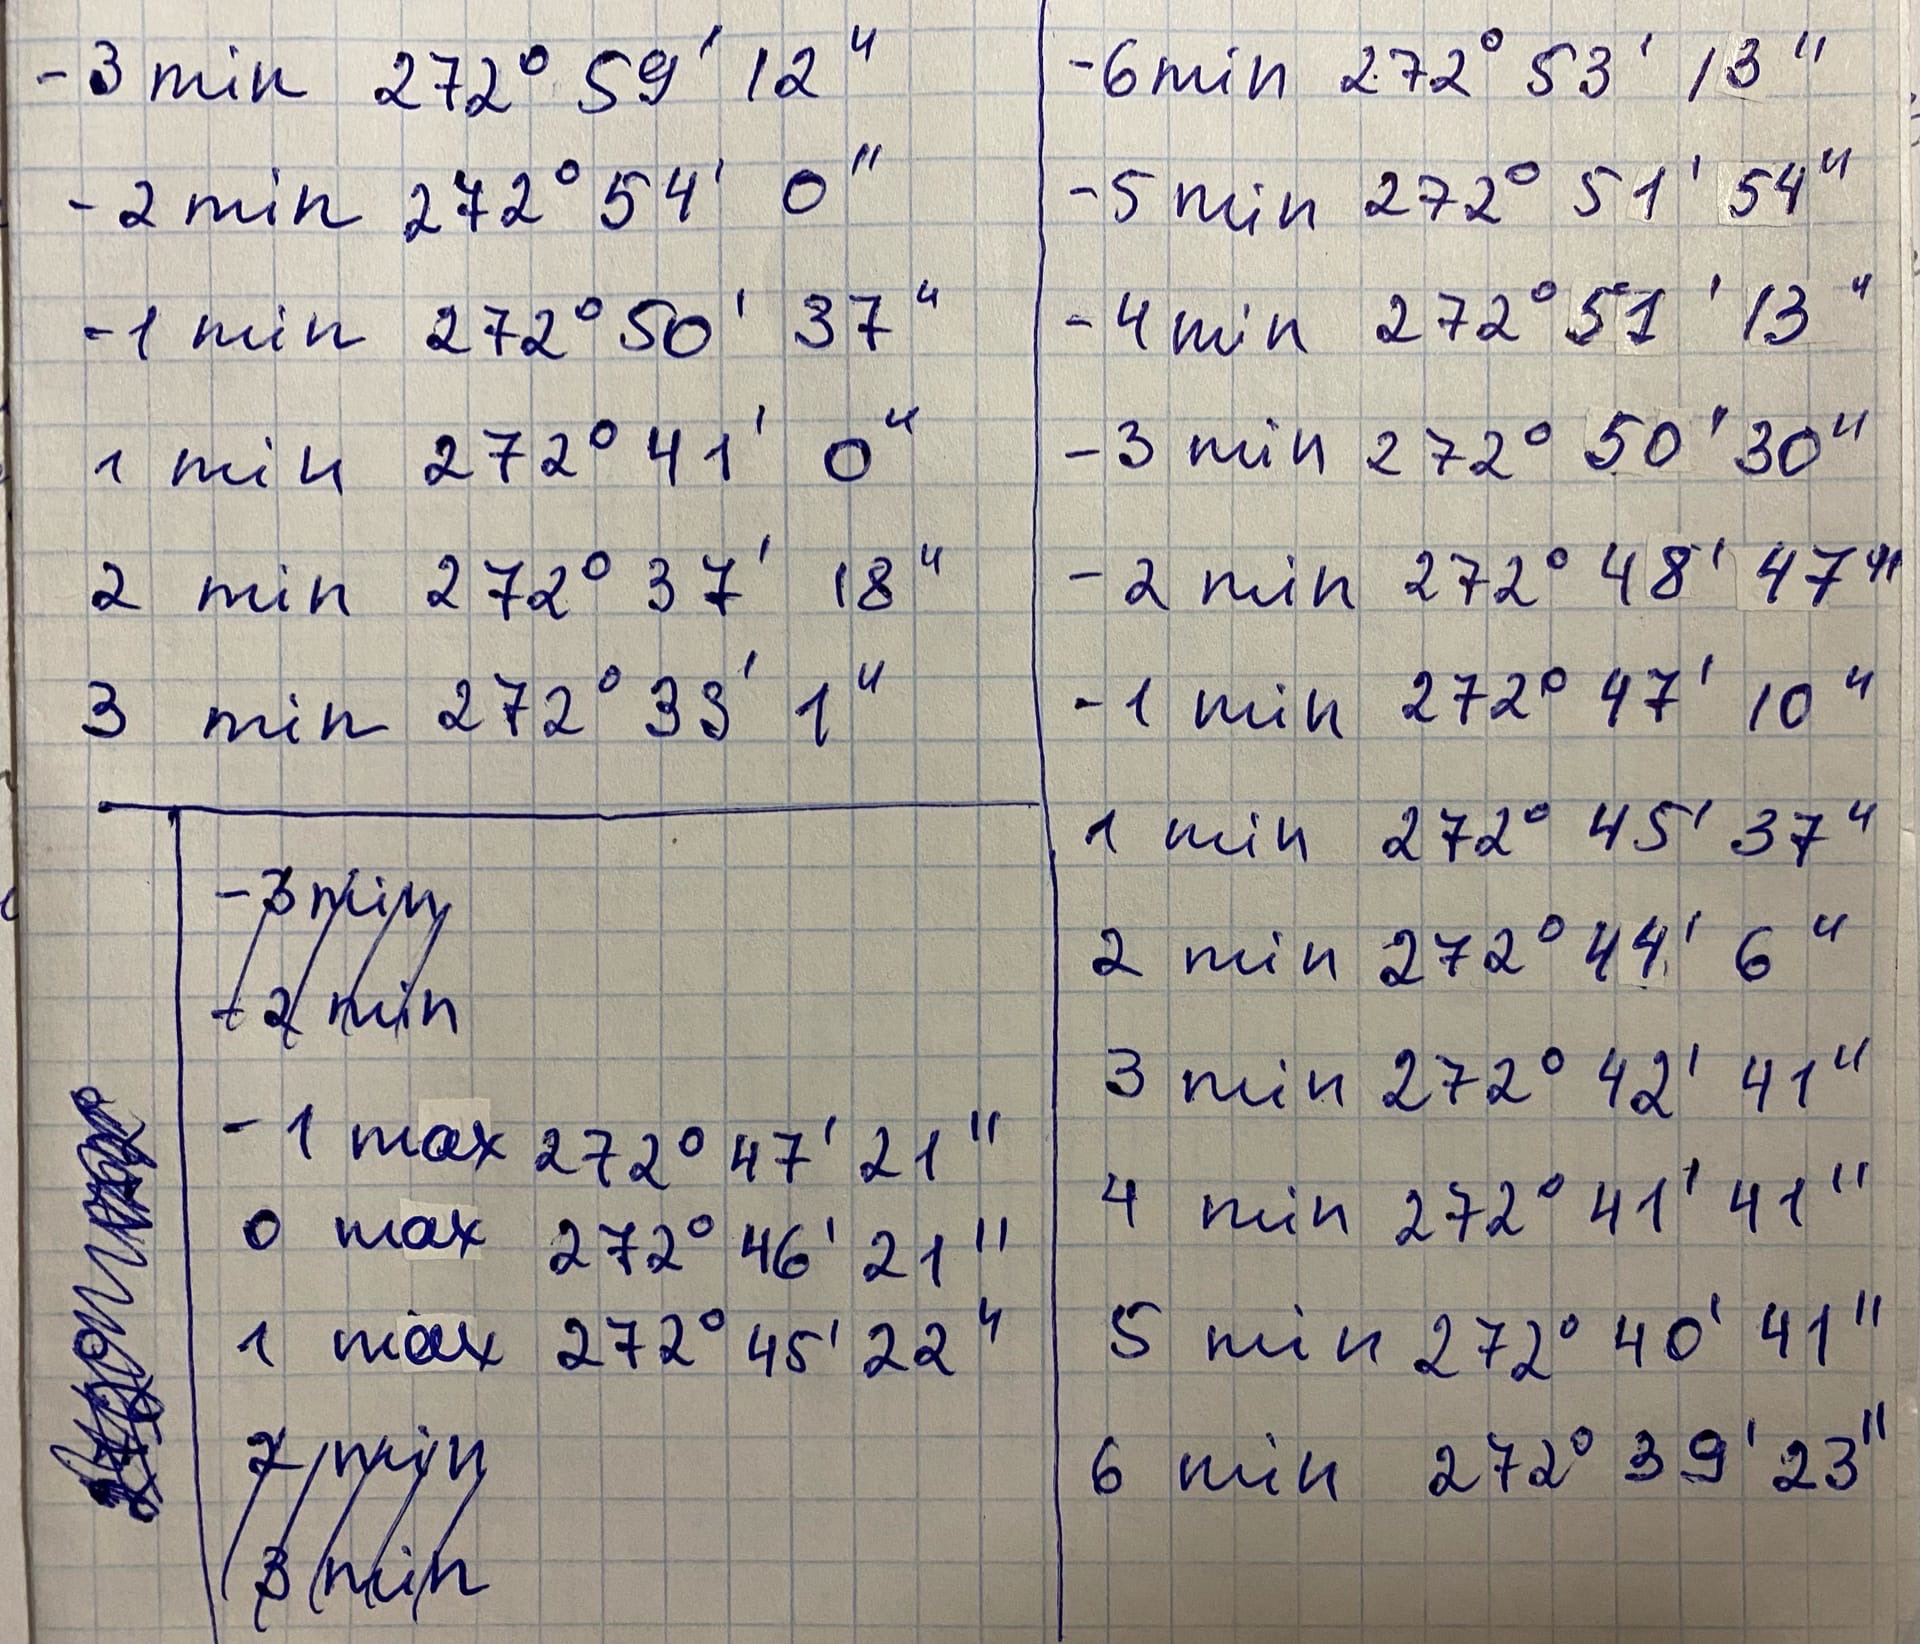 -3 min 272° 59' 12"
-2 min 272° 54' 0"
-1 min 272° 50' 37"
1 min 272° 41' 0"
2 min 272° 37' 18"
3 min 272° 33' 1"
-3 min
-2 min
-1 max 272° 47' 21"
0 max 272° 46' 21"
1 max 272° 45' 22"
2 min
3 min
-6 min 272° 53' 13"
-5 min 272° 51' 54"
-4 min 272° 51' 13"
-3 min 272° 50' 30"
-2 min 272° 48' 47"
-1 min 272° 47' 10"
1 min 272° 45' 37"
2 min 272° 44' 6"
3 min 272° 42' 41"
4 min 272° 41' 41"
5 min 272° 40' 41"
6 min 272° 39' 23"